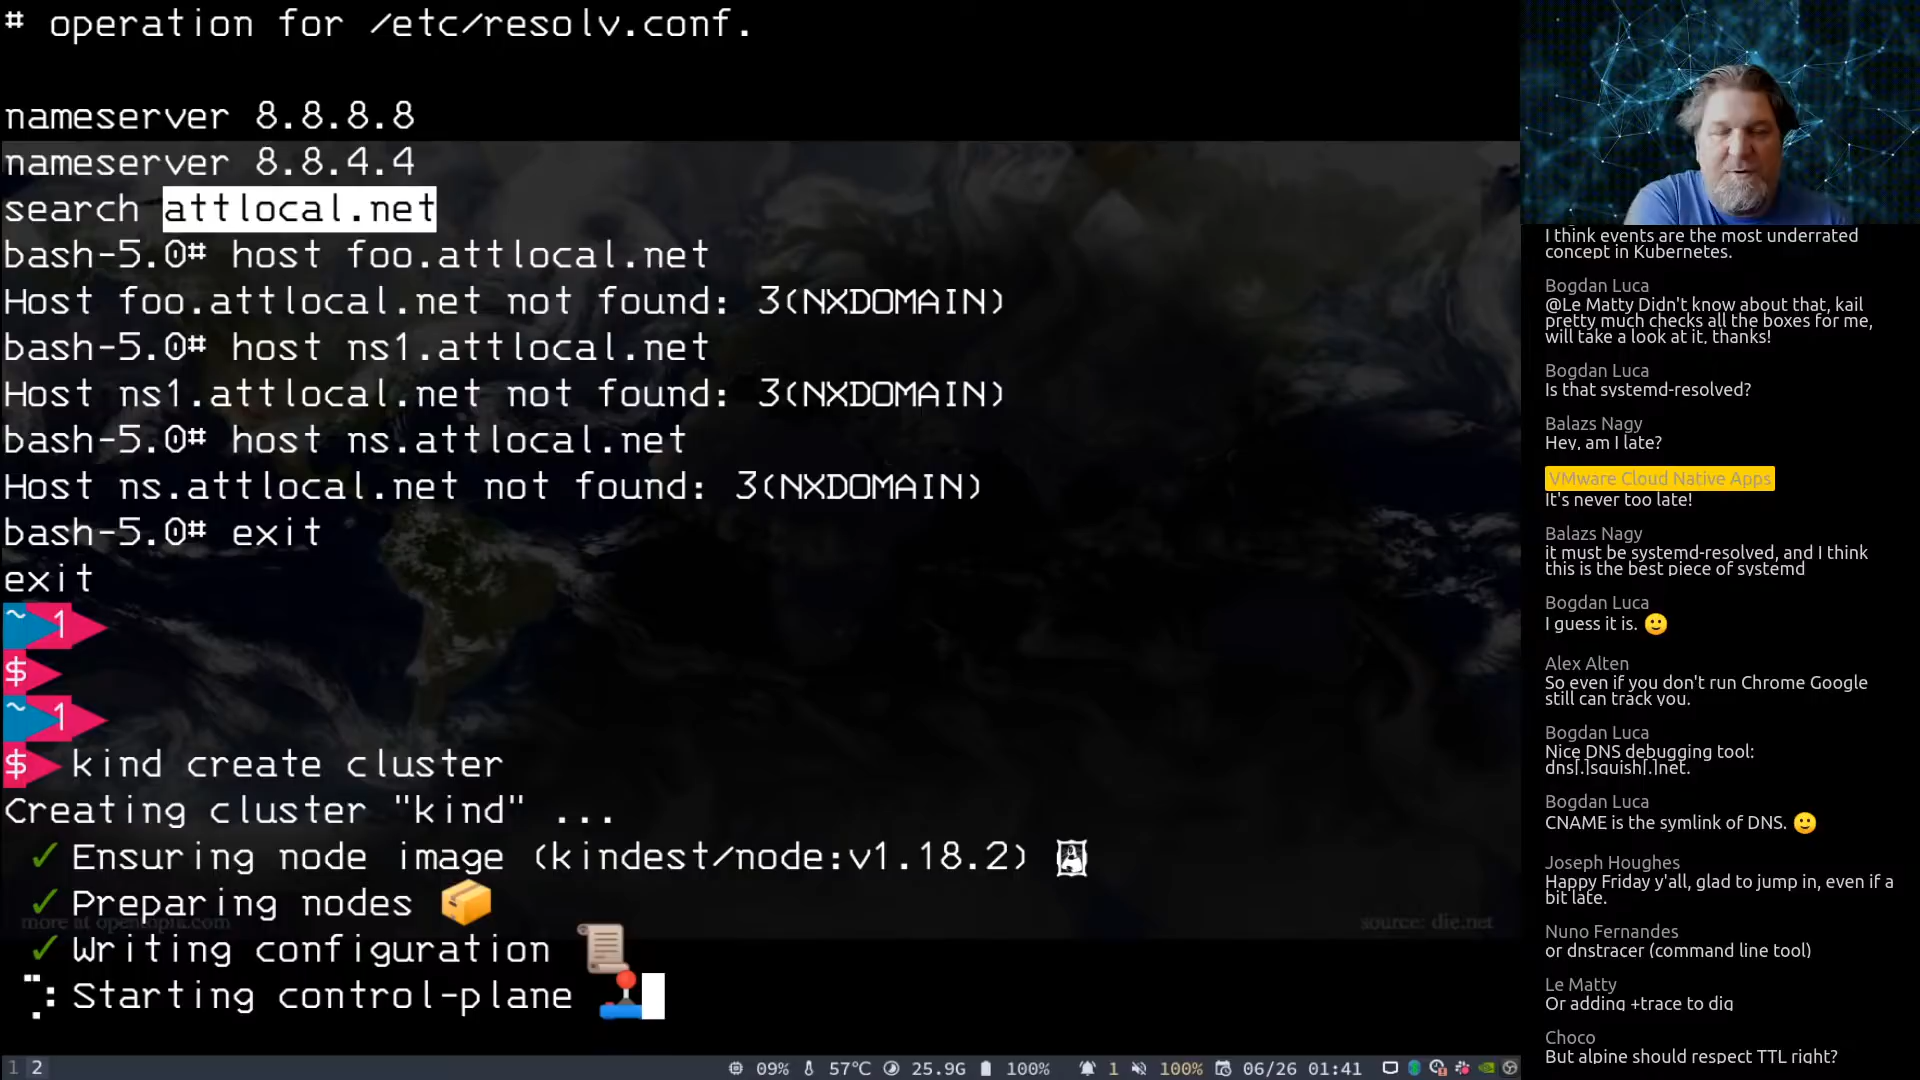 # operation for /etc/resolv.conf.
nameserver 8.8.8.8
nameserver 8.8.4.4
search attlocal.net
bash-5.0# host foo.attlocal.net
Host foo.attlocal.net not found: 3(NXDOMAIN)
bash-5.0# host ns1.attlocal.net
Host ns1.attlocal.net not found: 3(NXDOMAIN)
bash-5.0# host ns.attlocal.net
Host ns.attlocal.net not found: 3(NXDOMAIN)
bash-5.0# exit
exit
~ 1
$
~ 1
$ kind create cluster
Creating cluster "kind" ...
✓ Ensuring node image (kindest/node:v1.18.2) 🖼
✓ Preparing nodes 📦
more at openmptc.com
source: die.net
✓ Writing configuration 📜
Starting control-plane 🕹
1 2
09% 57°C 25.9G 100% 1 100% 06/26 01:41
I think events are the most underrated
concept in Kubernetes.
Bogdan Luca
@Le Matty Didn't know about that, kail
pretty much checks all the boxes for me,
will take a look at it, thanks!
Bogdan Luca
Is that systemd-resolved?
Balazs Nagy
Hey, am I late?
VMware Cloud Native Apps
It's never too late!
Balazs Nagy
it must be systemd-resolved, and I think
this is the best piece of systemd
Bogdan Luca
I guess it is. 🙂
Alex Alten
So even if you don't run Chrome Google
still can track you.
Bogdan Luca
Nice DNS debugging tool:
dns[.]squish[.]net.
Bogdan Luca
CNAME is the symlink of DNS. 🙂
Joseph Houghes
Happy Friday y'all, glad to jump in, even if a
bit late.
Nuno Fernandes
or dnstracer (command line tool)
Le Matty
Or adding +trace to dig
Choco
But alpine should respect TTL right?